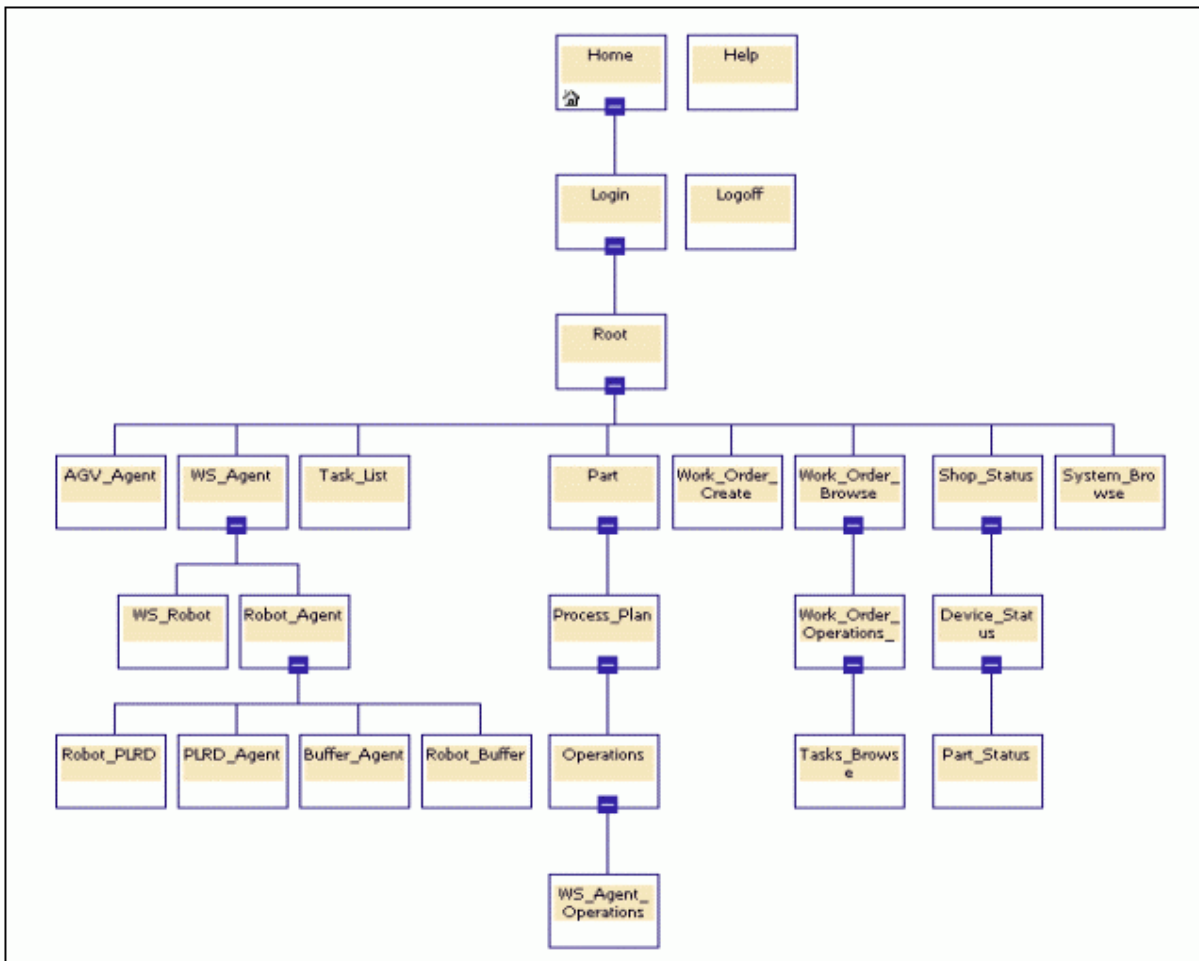 Home
Help
Login
Logoff
Root
AGV_Agent
WS_Agent
Task_List
Part
Work_Order_
Create
Work_Order_
Browse
Shop_Status
System_Bro
wse
WS_Robot
Robot_Agent
Process_Plan
Work_Order_
Operations_
Device_Stat
us
Robot_PLRD
PLRD_Agent
Buffer_Agent
Robot_Buffer
Operations
Tasks_Brows
e
Part_Status
WS_Agent_
Operations